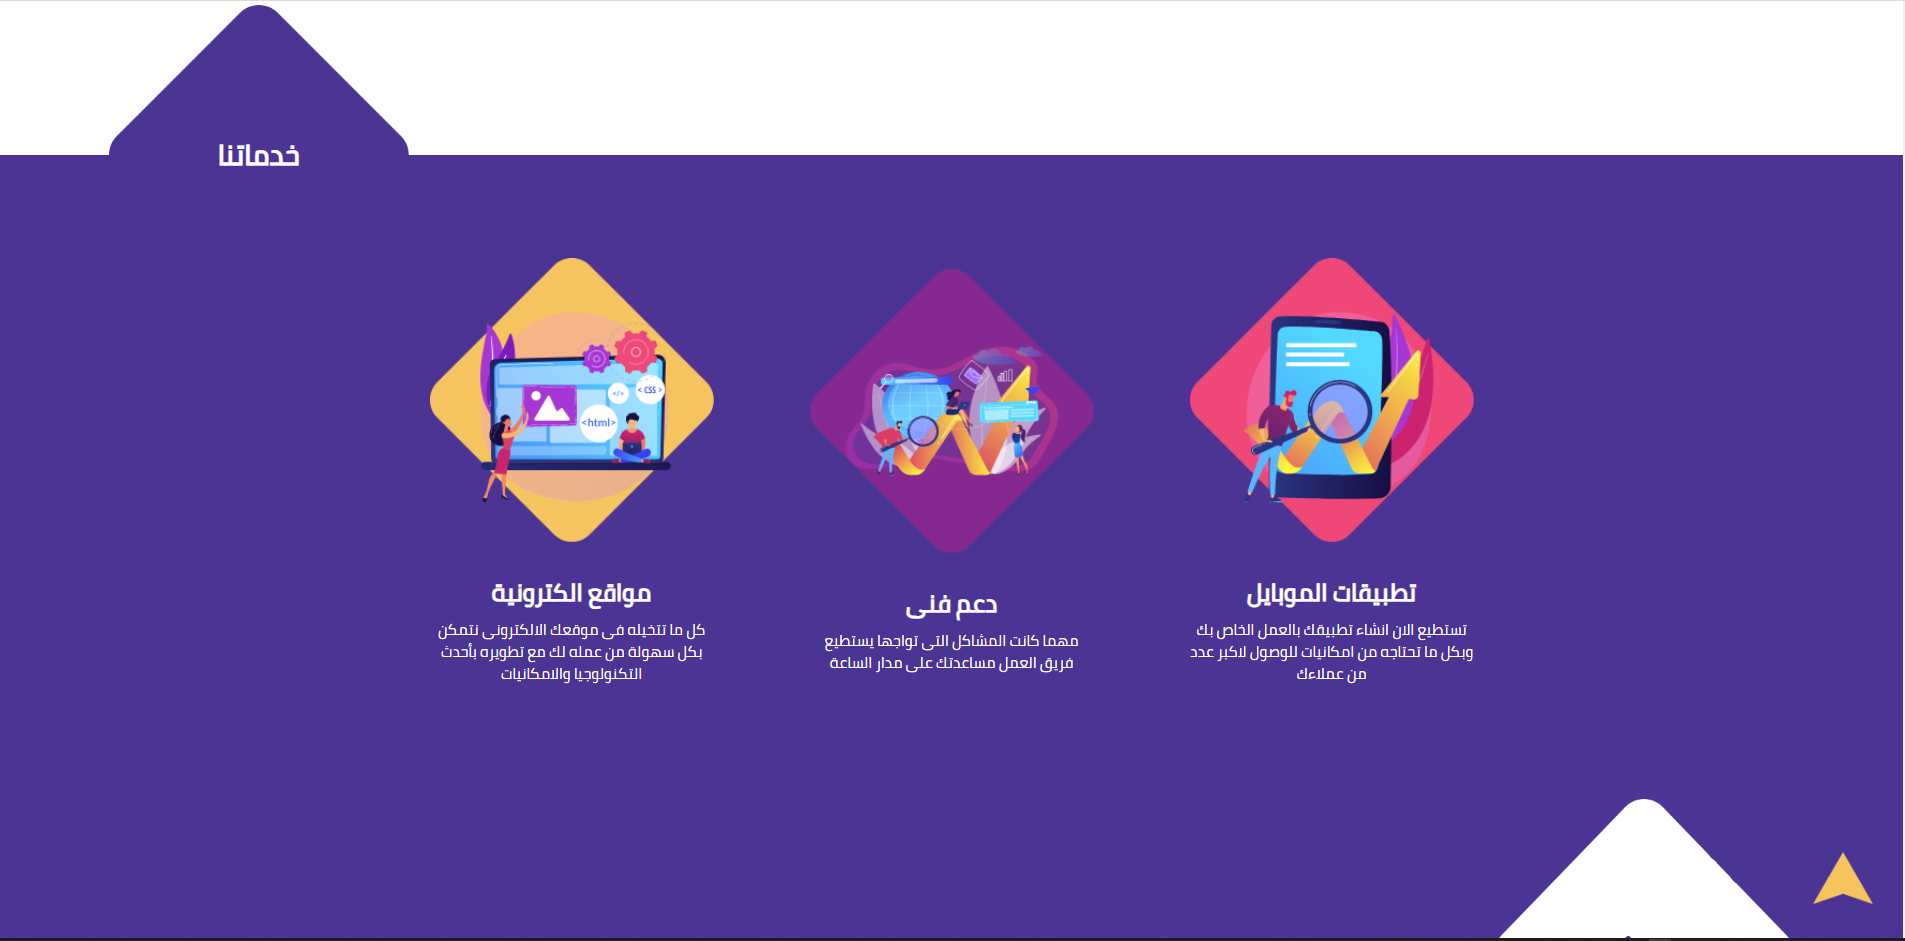 خدماتنا
تطبيقات الموبايل
تستطيع الان انشاء تطبيقك بالعمل الخاص بك
وبكل ما تحتاجه من امكانيات للوصول لاكبر عدد
من عملاءك
دعم فنى
مهما كانت المشاكل التى تواجها يستطيع
فريق العمل مساعدتك على مدار الساعة
مواقع الكترونية
كل ما تتخيله فى موقعك الالكترونى نتمكن
بكل سهولة من عمله لك مع تطويره بأحدث
التكنولوجيا والامكانيات
</>
< CSS >
<html>